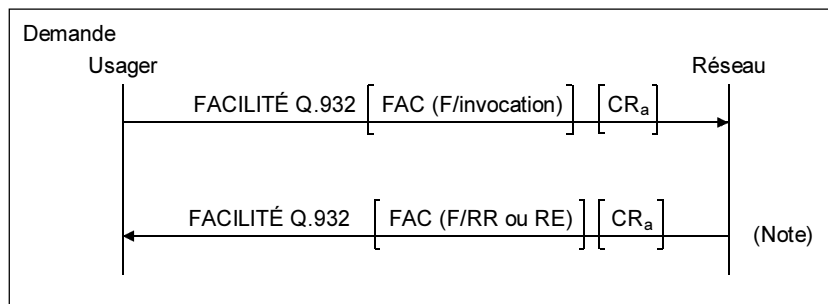 Demande
Usager Réseau
FACILITÉ Q.932 [ FAC (F/invocation) ] [ CRa ]
FACILITÉ Q.932 [ FAC (F/RR ou RE) ] [ CRa ] (Note)